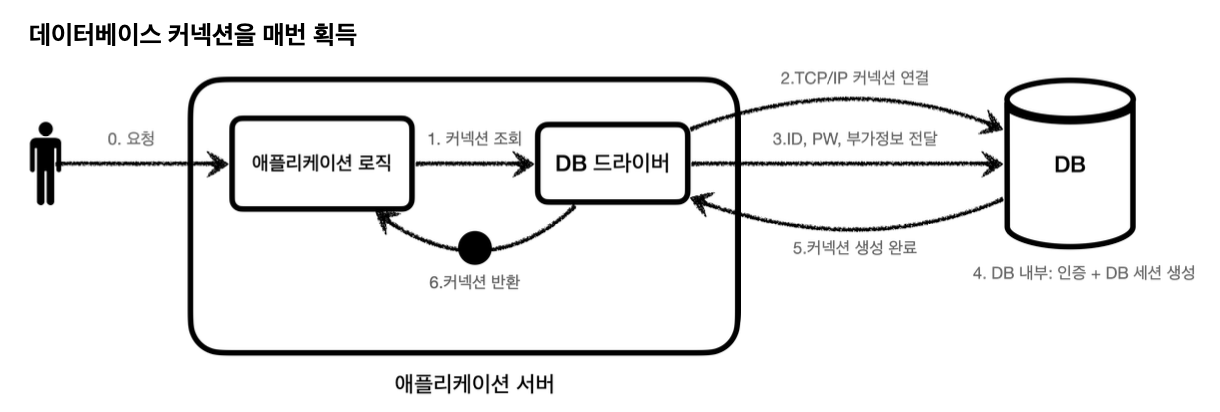 데이터베이스 커넥션을 매번 획득
0. 요청
애플리케이션 로직
1. 커넥션 조회
DB 드라이버
2.TCP/IP 커넥션 연결
3.ID, PW, 부가정보 전달
DB
5.커넥션 생성 완료
4. DB 내부: 인증 + DB 세션 생성
6.커넥션 반환
애플리케이션 서버